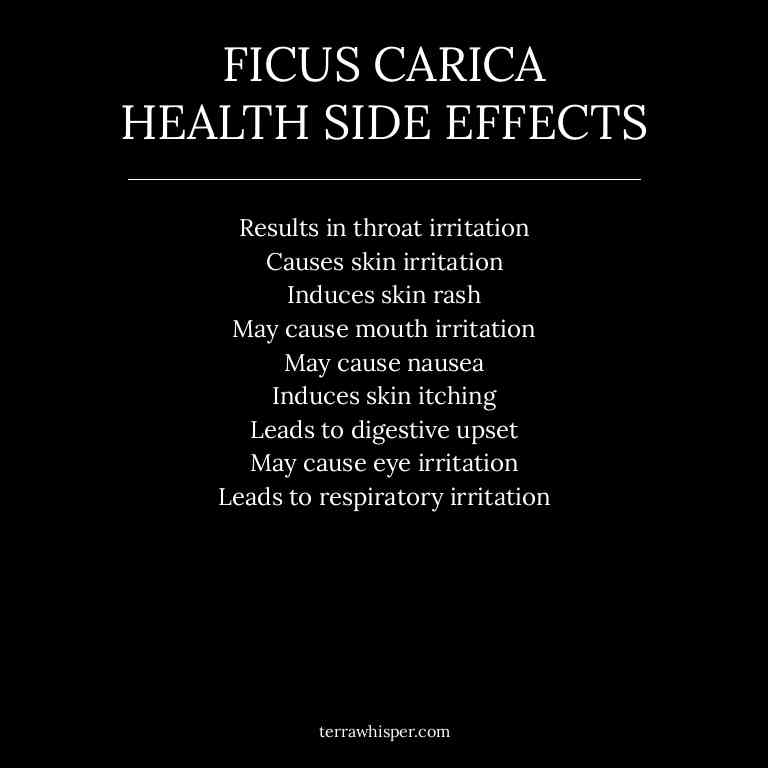 FICUS CARICA
HEALTH SIDE EFFECTS
Results in throat irritation
Causes skin irritation
Induces skin rash
May cause mouth irritation
May cause nausea
Induces skin itching
Leads to digestive upset
May cause eye irritation
Leads to respiratory irritation
terrawhisper.com